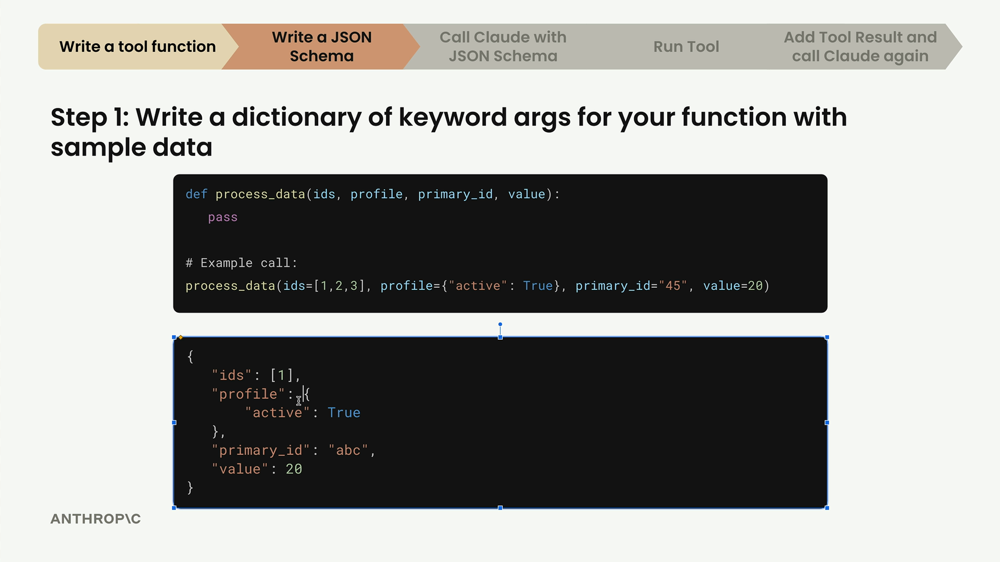 Write a tool function
Write a JSON
Schema
Call Claude with
JSON Schema
Run Tool
Add Tool Result and
call Claude again
Step 1: Write a dictionary of keyword args for your function with
sample data
def process_data(ids, profile, primary_id, value):
    pass
# Example call:
process_data(ids=[1,2,3], profile={"active": True}, primary_id="45", value=20)
{
    "ids": [1],
    "profile": {
        "active": True
    },
    "primary_id": "abc",
    "value": 20
}
ANTHROP\C